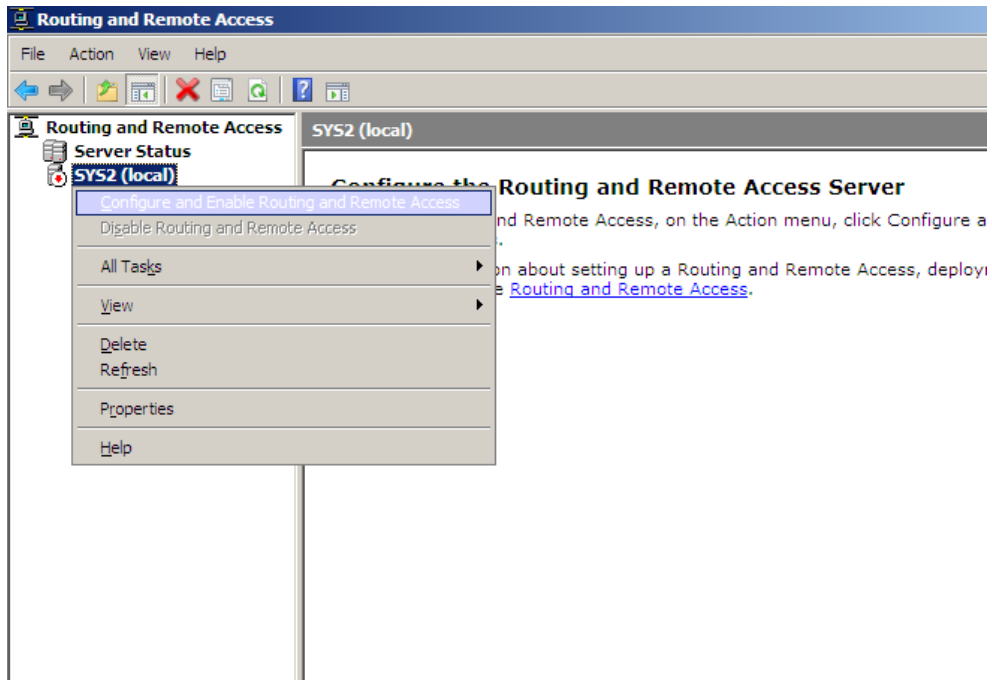 Routing and Remote Access
File Action View Help
Routing and Remote Access
Server Status
SYS2 (local)
SYS2 (local)
Configure and Enable Routing and Remote Access
Disable Routing and Remote Access
All Tasks
View
Delete
Refresh
Properties
Help
Configure the Routing and Remote Access Server
nd Remote Access, on the Action menu, click Configure a
.
on about setting up a Routing and Remote Access, deploy
e Routing and Remote Access.